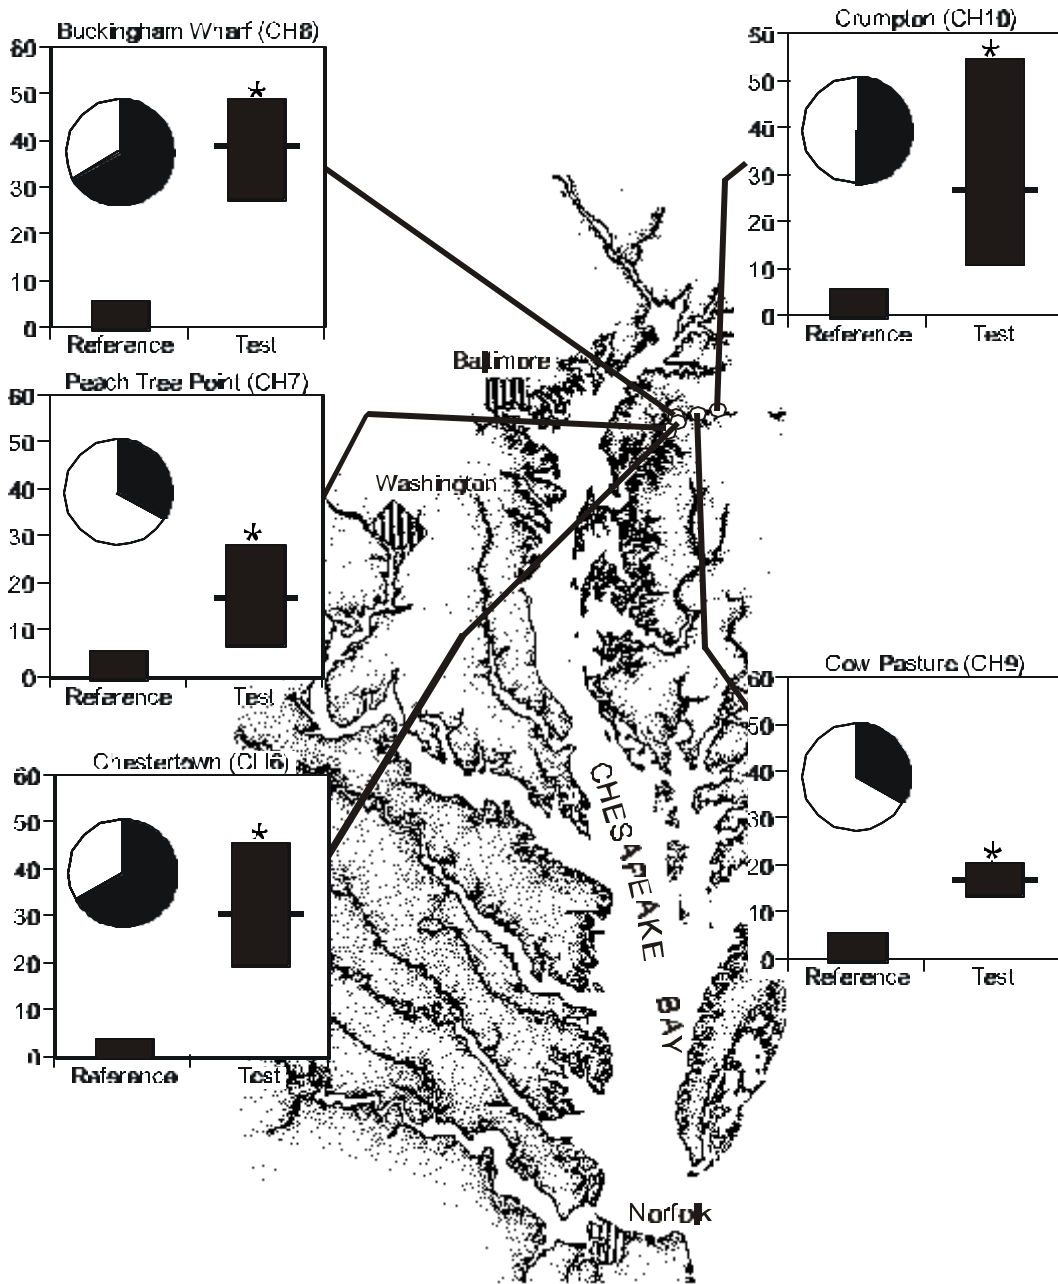 Buckingham Wharf (CH8)
60
50
40
30
20
10
0
Reference Test
Peach Tree Point (CH7)
60
50
40
30
20
10
0
Reference Test
Chestertown (CH6)
60
50
40
30
20
10
0
Reference Test
Crumpton (CH10)
60
50
40
30
20
10
0
Reference Test
Cow Pasture (CH9)
60
50
40
30
20
10
0
Reference Test
Baltimore
Washington
CHESAPEAKE
BAY
Norfolk